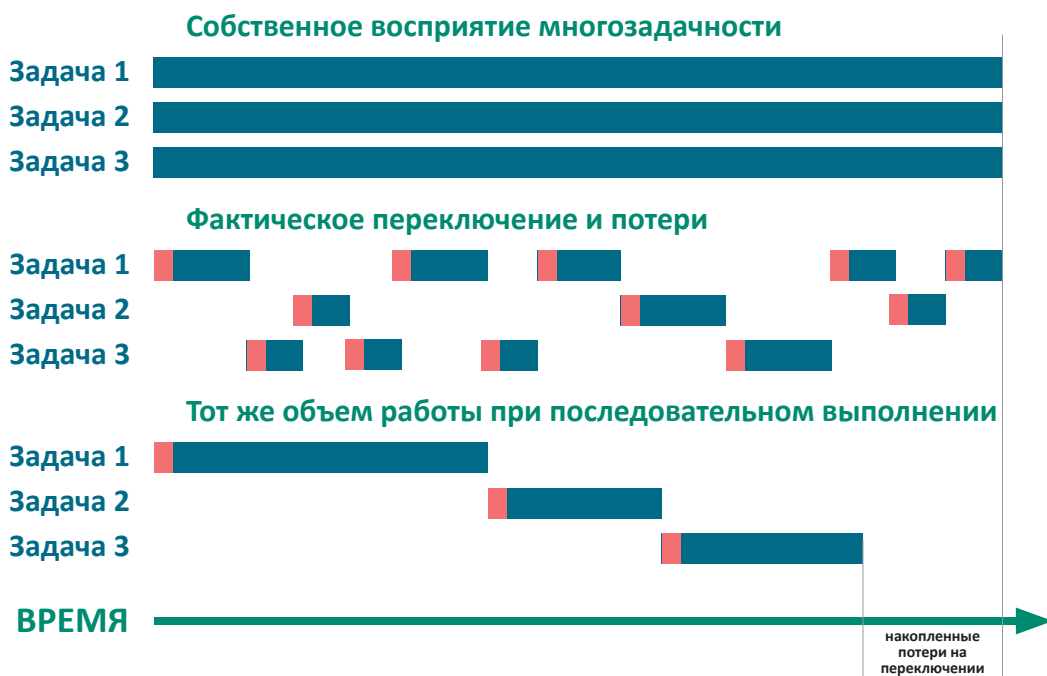 Собственное восприятие многозадачности
Задача 1
Задача 2
Задача 3
Фактическое переключение и потери
Задача 1
Задача 2
Задача 3
Тот же объем работы при последовательном выполнении
Задача 1
Задача 2
Задача 3
ВРЕМЯ
накопленные
потери на
переключении